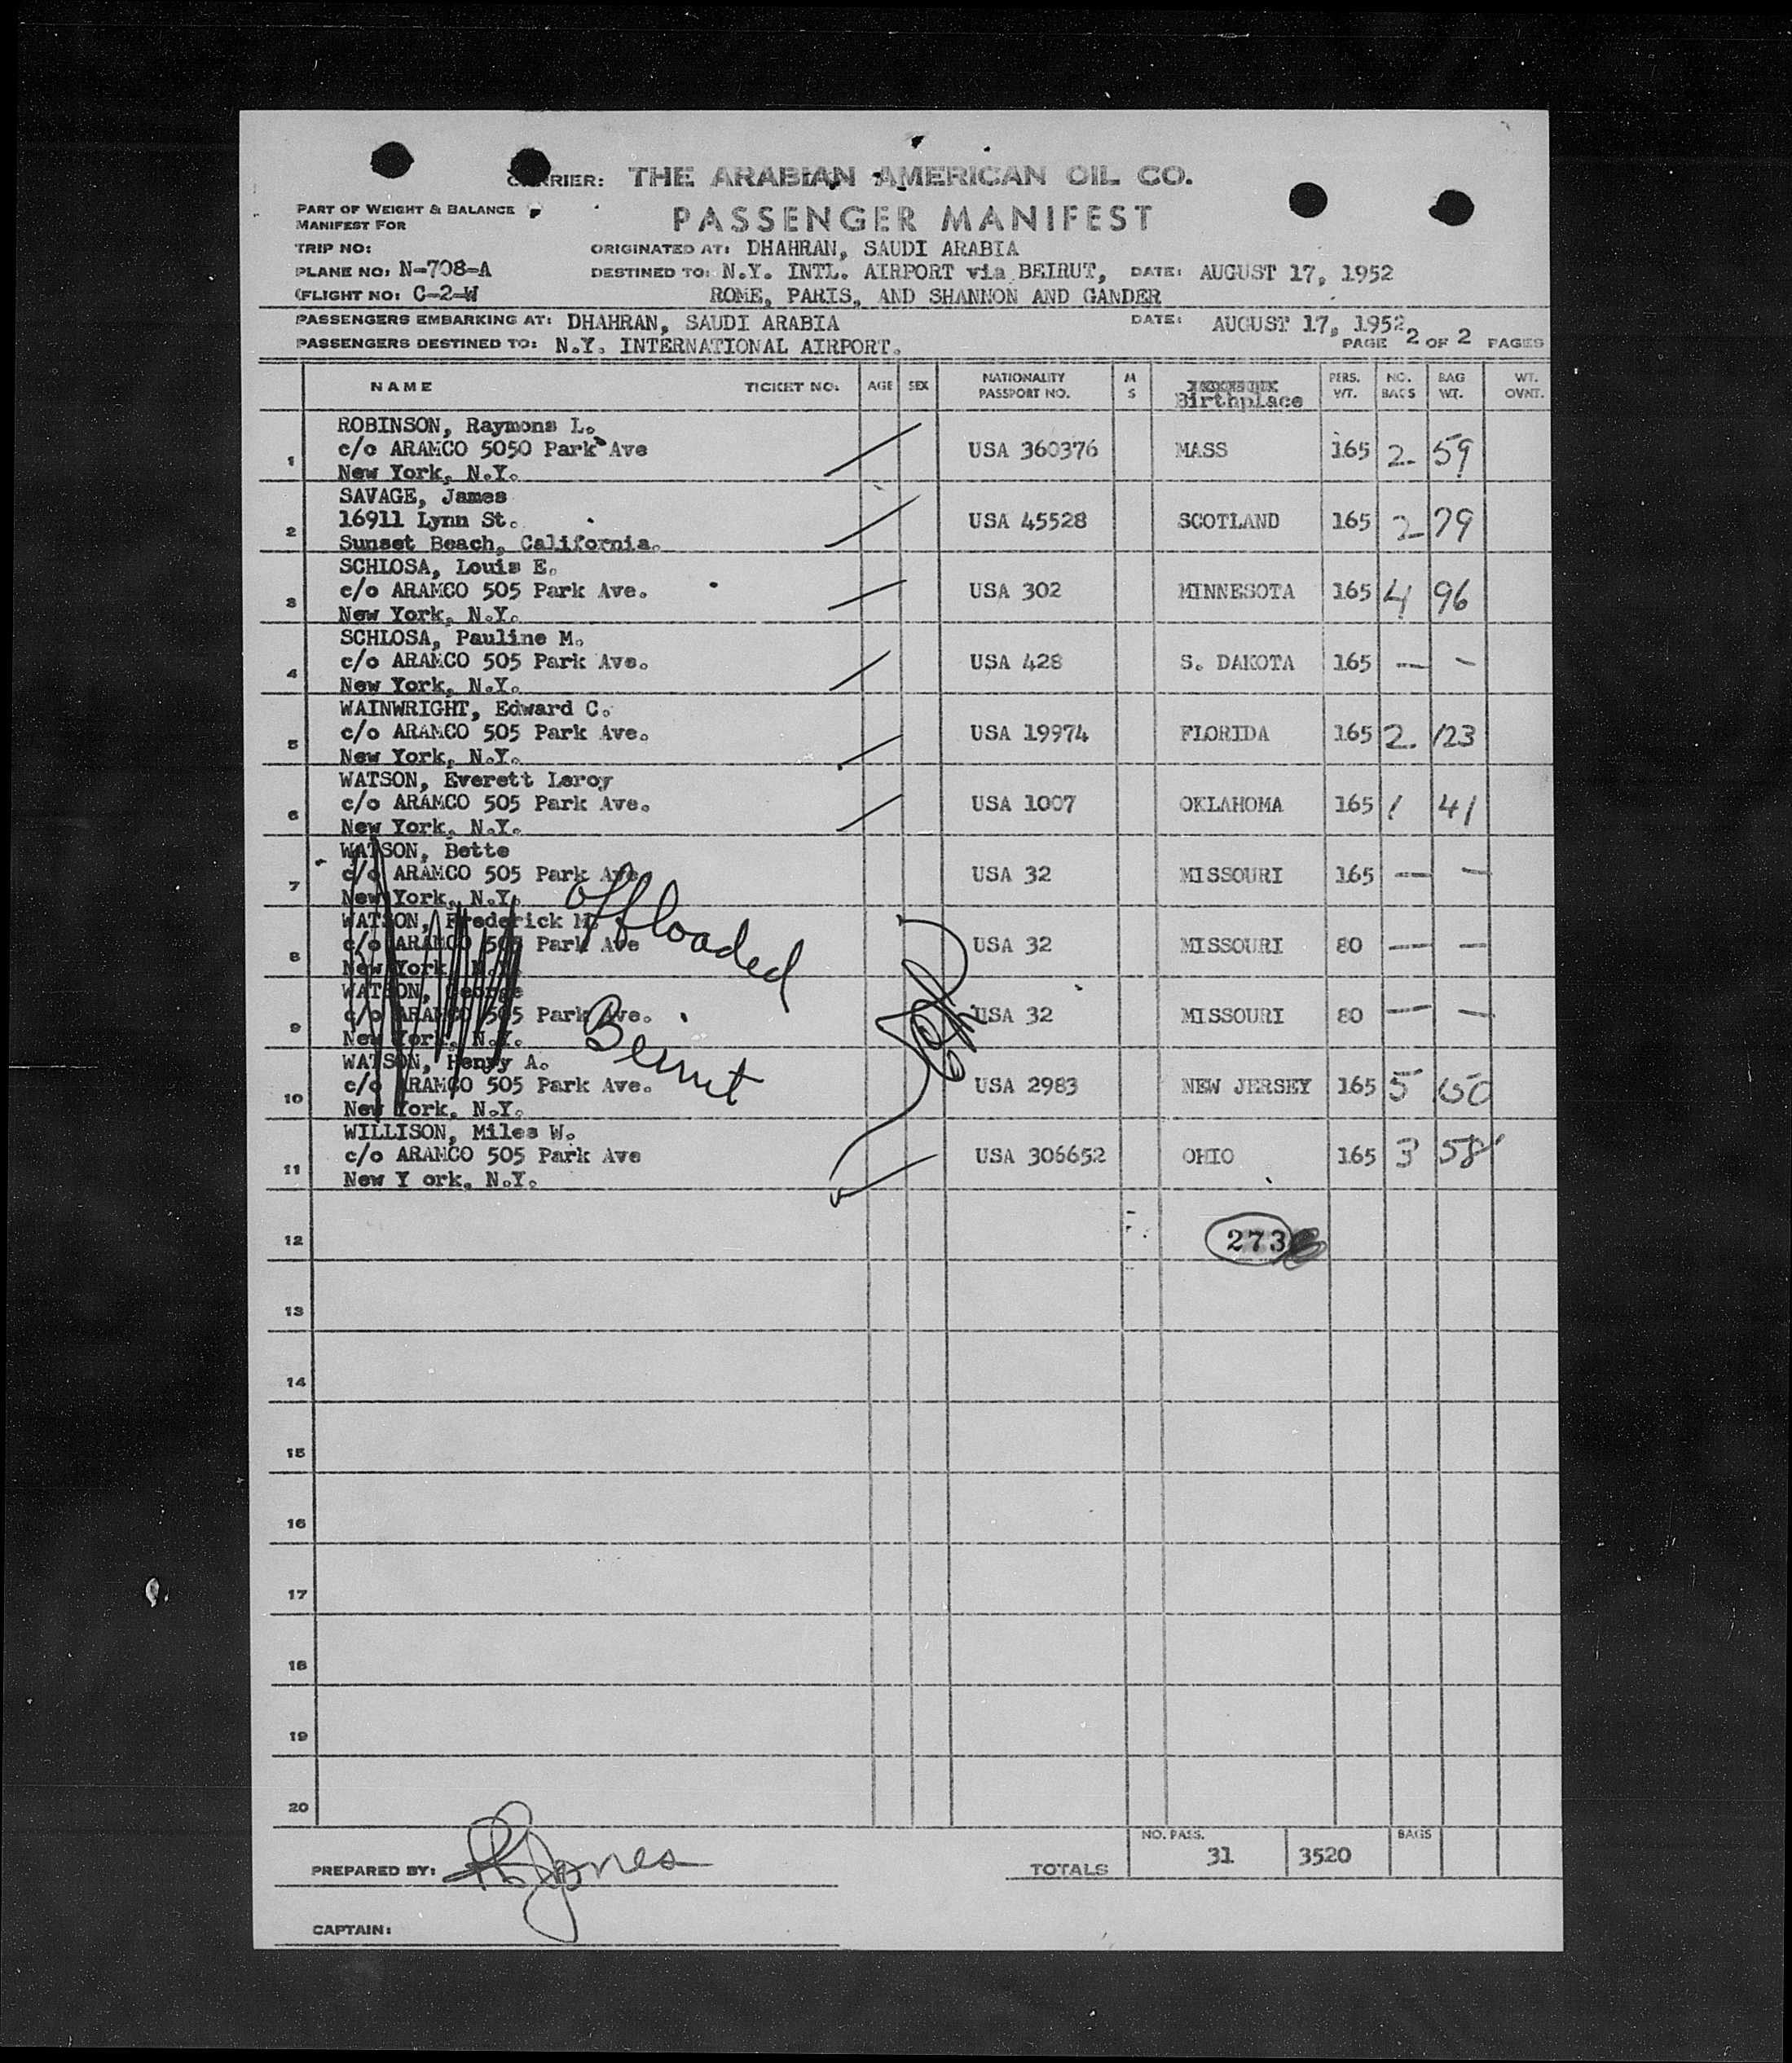 CARRIER: THE ARABIAN AMERICAN OIL CO.
PART OF WEIGHT & BALANCE
MANIFEST FOR
PASSENGER MANIFEST
TRIP NO:
ORIGINATED AT: DHAHRAN, SAUDI ARABIA
PLANE NO: N-708-A
DESTINED TO: N.Y. INTL. AIRPORT via BEIRUT, DATE: AUGUST 17, 1952
(FLIGHT NO: C-2-W
ROME, PARIS, AND SHANNON AND GANDER
PASSENGERS EMBARKING AT: DHAHRAN, SAUDI ARABIA DATE: AUGUST 17, 1952
PASSENGERS DESTINED TO: N.Y. INTERNATIONAL AIRPORT. PAGE 2 OF 2 PAGES
NAME TICKET NO. AGE SEX NATIONALITY PASSPORT NO. M S Birthplace PERS. WT. NO. BAGS BAG WT. WT. OVNT.
ROBINSON, Raymons L.
1 c/o ARAMCO 5050 Park Ave USA 360376 MASS 165 2 59
New York, N.Y.
SAVAGE, James
2 16911 Lynn St. USA 45528 SCOTLAND 165 2 79
Sunset Beach, California.
SCHLOSA, Louis E.
3 c/o ARAMCO 505 Park Ave. USA 302 MINNESOTA 165 4 96
New York, N.Y.
SCHLOSA, Pauline M.
4 c/o ARAMCO 505 Park Ave. USA 428 S. DAKOTA 165 — —
New York, N.Y.
WAINWRIGHT, Edward C.
5 c/o ARAMCO 505 Park Ave. USA 19974 FLORIDA 165 2. 123
New York, N.Y.
WATSON, Everett Leroy
6 c/o ARAMCO 505 Park Ave. USA 1007 OKLAHOMA 165 1 41
New York, N.Y.
WATSON, Bette
7 c/o ARAMCO 505 Park Ave USA 32 MISSOURI 165 — —
New York, N.Y.
offloaded
WATSON, Frederick M.
8 c/o ARAMCO 505 Park Ave USA 32 MISSOURI 80 — —
New York, N.Y.
WATSON, George
9 c/o ARAMCO 505 Park Ave. USA 32 MISSOURI 80 — —
New York, N.Y.
Beirut
WATSON, Henry A.
10 c/o ARAMCO 505 Park Ave. USA 2983 NEW JERSEY 165 5 150
New York, N.Y.
WILLISON, Miles W.
11 c/o ARAMCO 505 Park Ave USA 306652 OHIO 165 3 58
New Y ork, N.Y.
12 273
13
14
15
16
17
18
19
20
NO. PASS. BAGS
PREPARED BY: RJones TOTALS 31 3520
CAPTAIN: